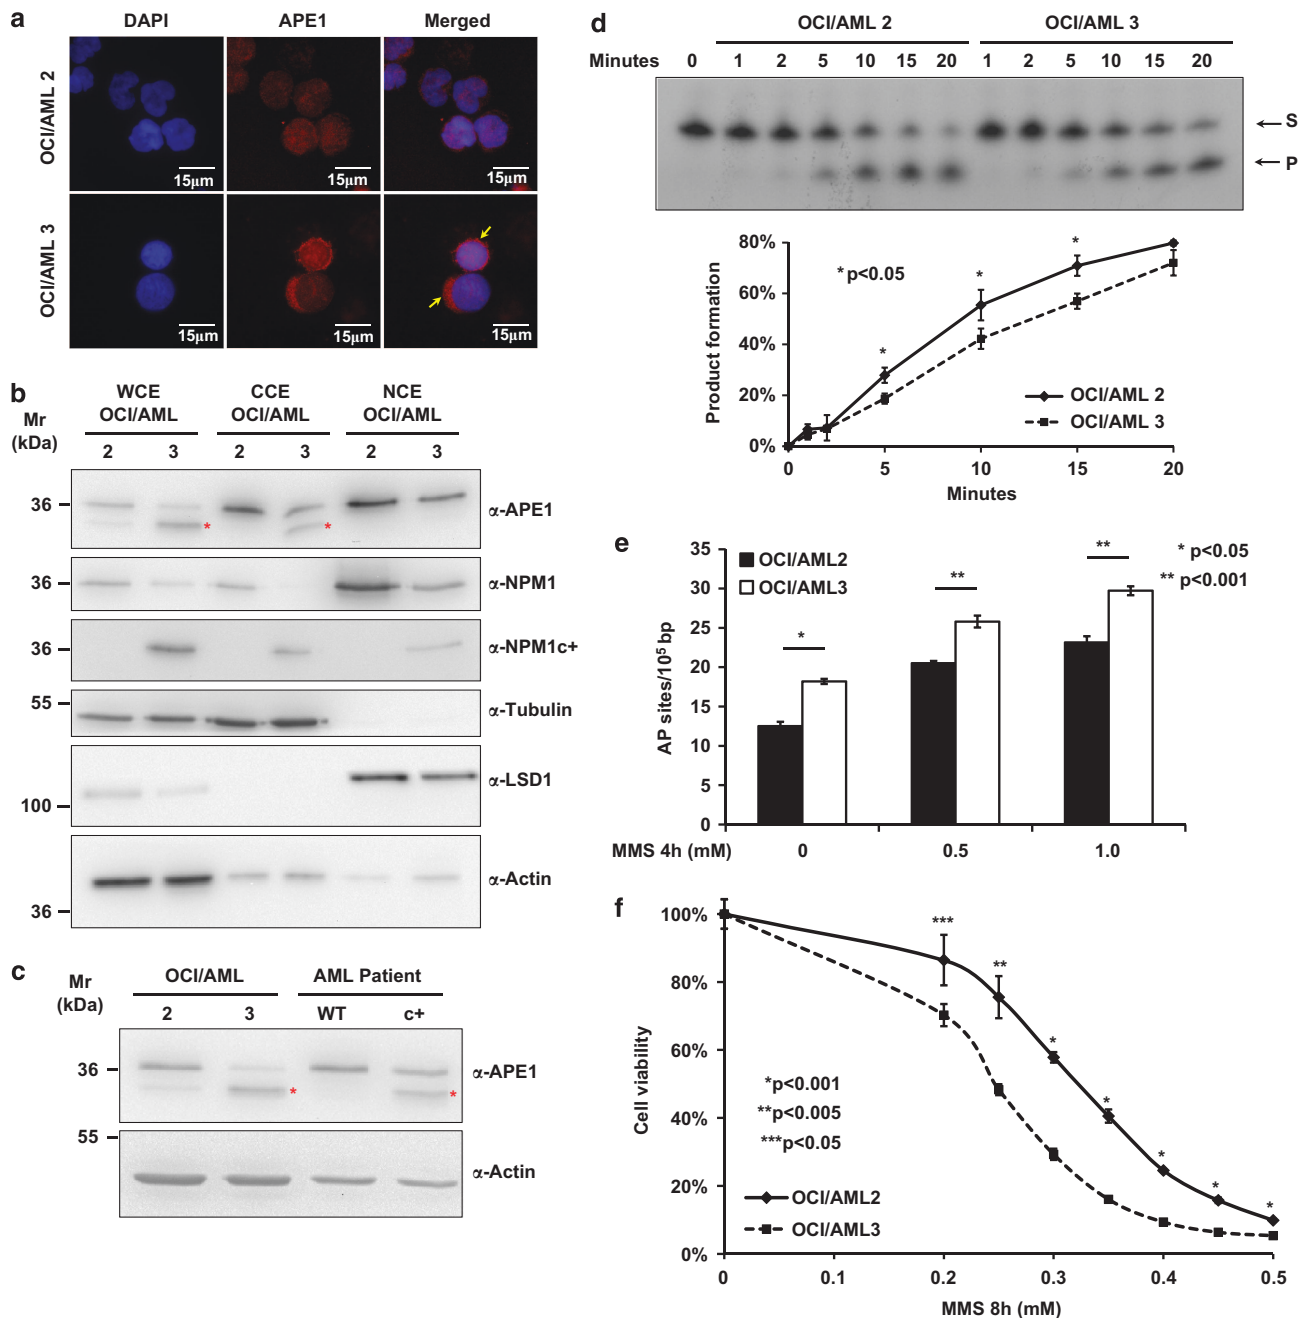 a
DAPI APE1 Merged
OCI/AML 2
15μm 15μm 15μm
OCI/AML 3
15μm 15μm 15μm
b
WCE CCE NCE
Mr OCI/AML OCI/AML OCI/AML
(kDa) 2 3 2 3 2 3
36 α-APE1
* *
36 α-NPM1
36 α-NPM1c+
55 α-Tubulin
α-LSD1
100
α-Actin
36
c
Mr OCI/AML AML Patient
(kDa) 2 3 WT c+
36 α-APE1
* *
55
α-Actin
d
OCI/AML 2 OCI/AML 3
Minutes 0 1 2 5 10 15 20 1 2 5 10 15 20
S
P
Product formation
80%
60%
40%
20%
0%
*p<0.05
* * *
OCI/AML 2
OCI/AML 3
0 5 10 15 20
Minutes
e
AP sites/10⁵ bp
35
30
25
20
15
10
5
0
OCI/AML2
OCI/AML3
* ** **
* p<0.05
** p<0.001
MMS 4h (mM) 0 0.5 1.0
f
Cell viability
100%
80%
60%
40%
20%
0%
*** ** * * * * *
*p<0.001
**p<0.005
***p<0.05
OCI/AML2
OCI/AML3
0 0.1 0.2 0.3 0.4 0.5
MMS 8h (mM)